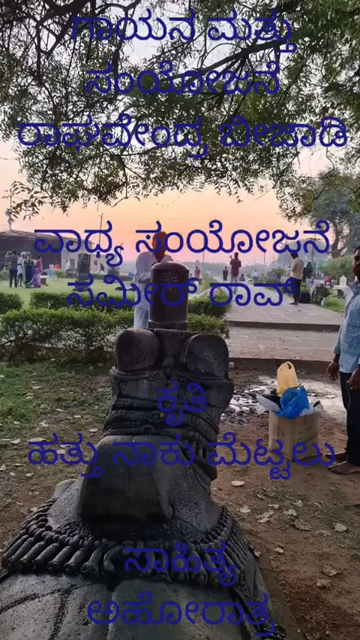 ಗಾಯನ ಮತ್ತು
ಸಂಯೋಜನೆ
ರಾಘವೇಂದ್ರ ಬೀಜಾಡಿ
ವಾಧ್ಯ ಸಂಯೋಜನೆ
ಸಮೀರ್ ರಾವ್
ಕೃತಿ
ಹತ್ತು ನಾಕು ಮೆಟ್ಟಲು
ಸಾಹಿತ್ಯ
ಅಹೋರಾತ್ರ